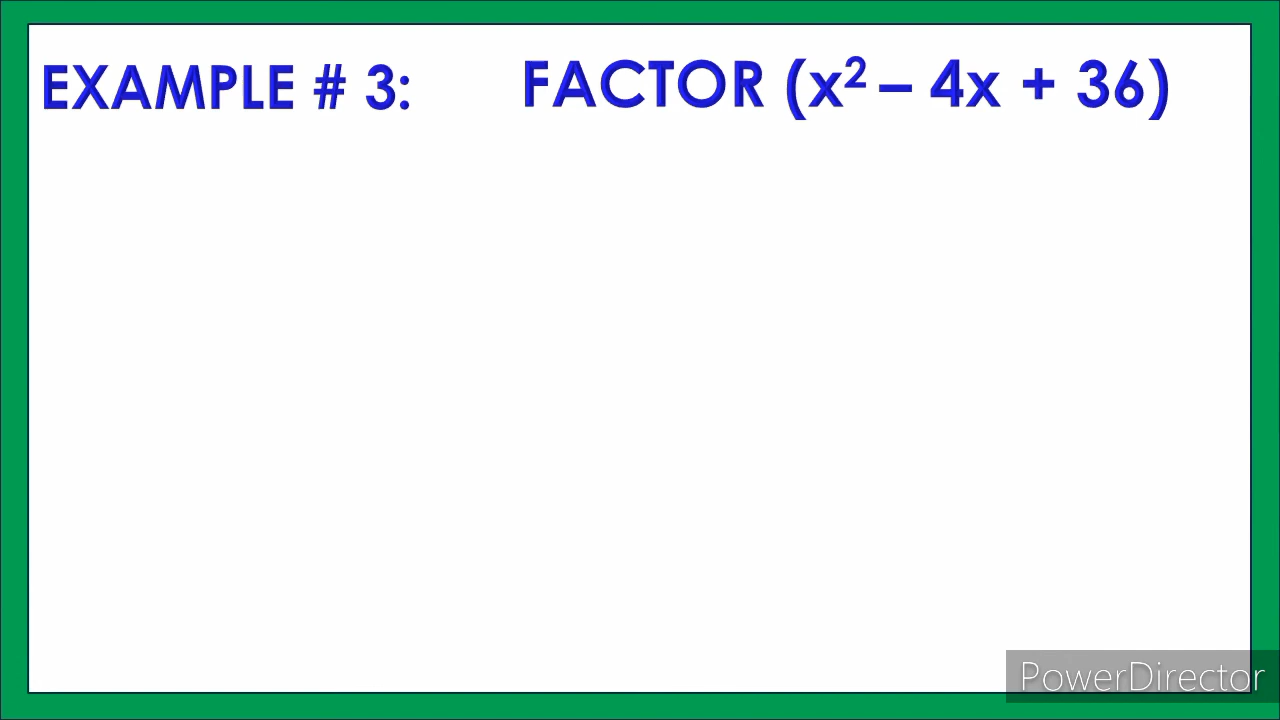 EXAMPLE # 3: FACTOR (x² – 4x + 36)
PowerDirector